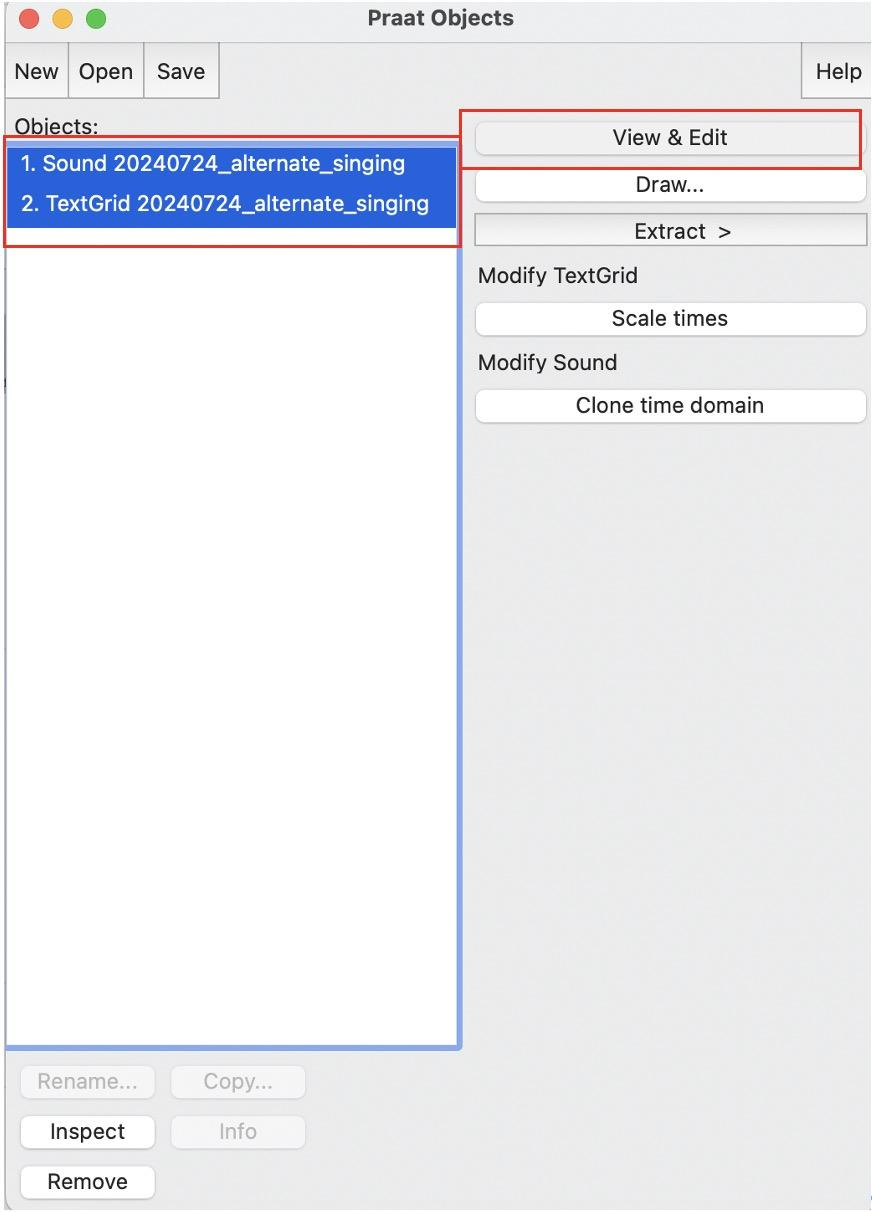 Praat Objects
New Open Save Help
Objects:
1. Sound 20240724_alternate_singing
2. TextGrid 20240724_alternate_singing
View & Edit
Draw...
Extract >
Modify TextGrid
Scale times
Modify Sound
Clone time domain
Rename... Copy...
Inspect Info
Remove